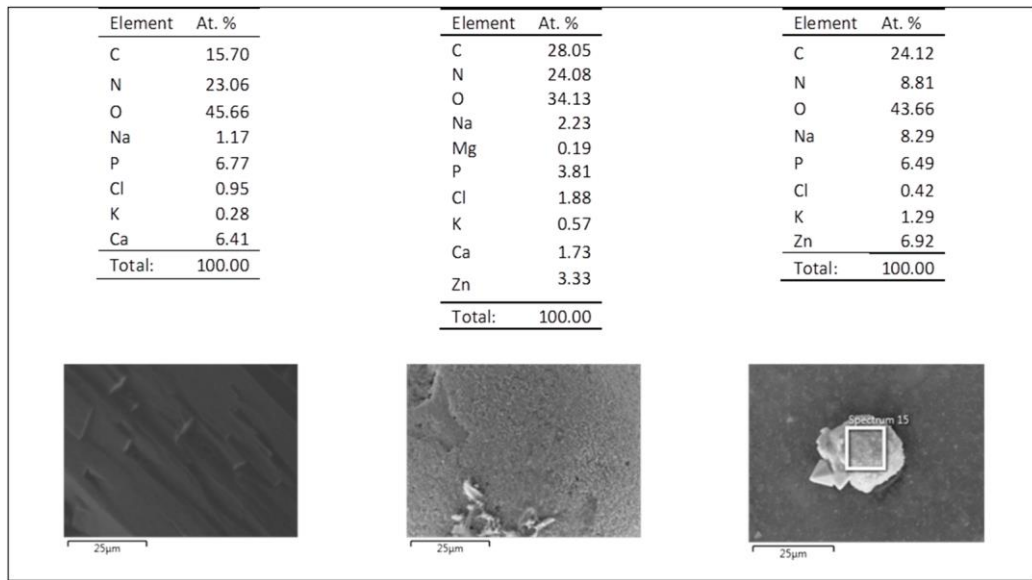 Element At. %
C 15.70
N 23.06
O 45.66
Na 1.17
P 6.77
Cl 0.95
K 0.28
Ca 6.41
Total: 100.00
Element At. %
C 28.05
N 24.08
O 34.13
Na 2.23
Mg 0.19
P 3.81
Cl 1.88
K 0.57
Ca 1.73
Zn 3.33
Total: 100.00
Element At. %
C 24.12
N 8.81
O 43.66
Na 8.29
P 6.49
Cl 0.42
K 1.29
Zn 6.92
Total: 100.00
25µm
25µm
Spectrum 15
25µm